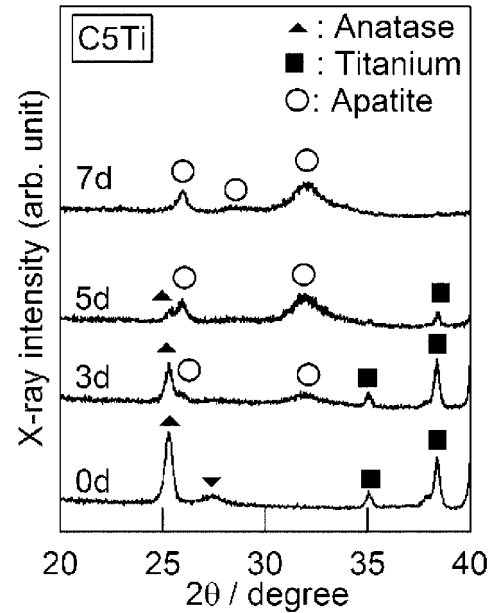 C5Ti
▲: Anatase
■: Titanium
○: Apatite
X-ray intensity (arb. unit)
7d
5d
3d
0d
20 25 30 35 40
2θ / degree